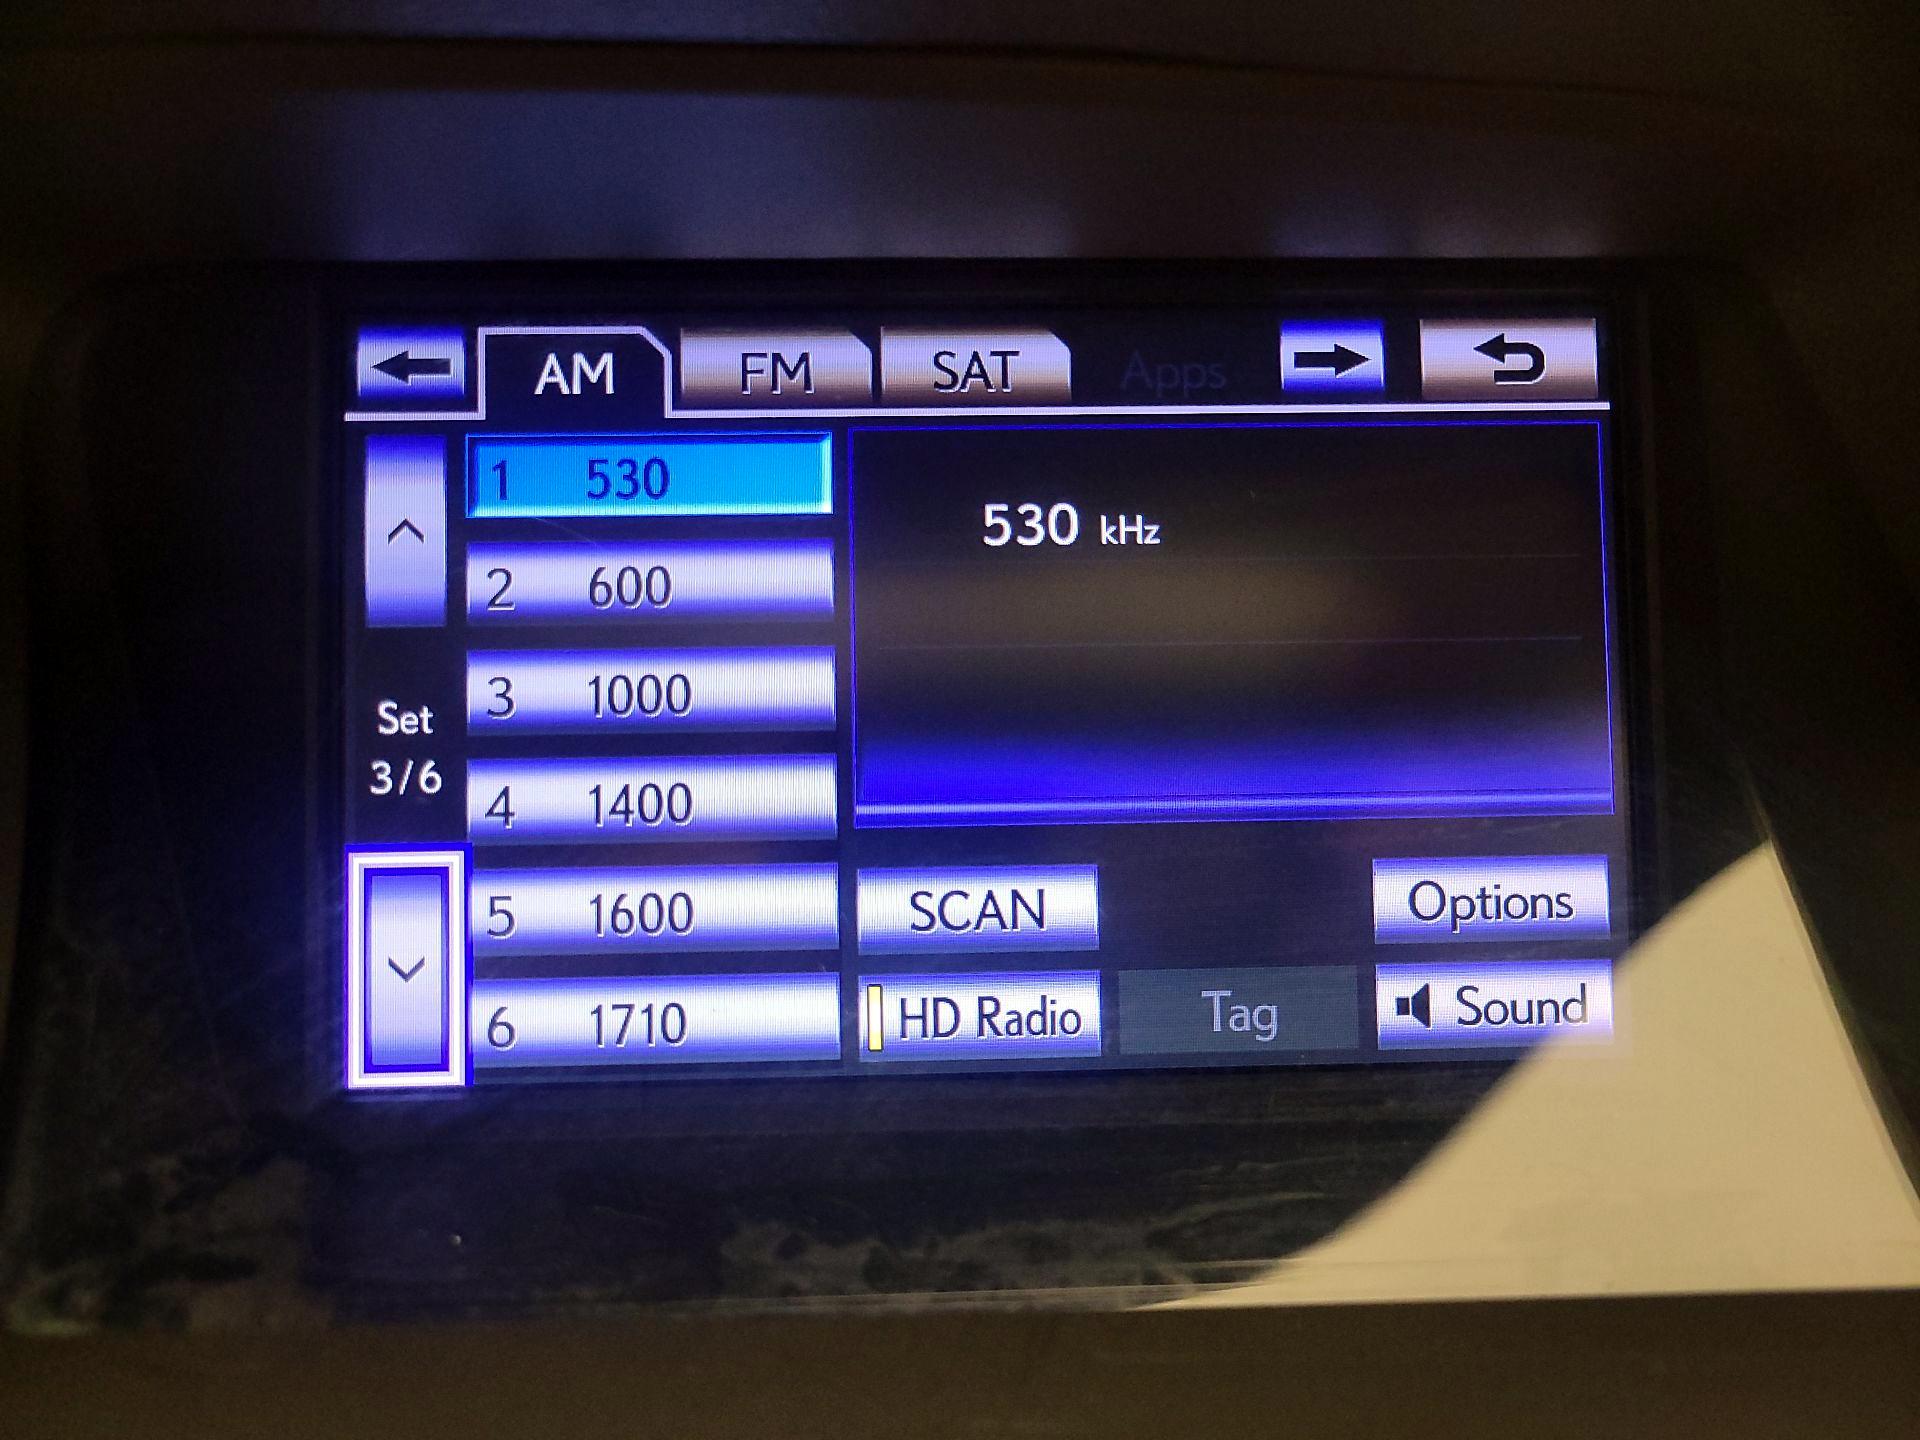 AM FM SAT Apps
1 530
530 kHz
2 600
3 1000
Set
3/6
4 1400
5 1600
SCAN Options
6 1710
HD Radio Tag Sound